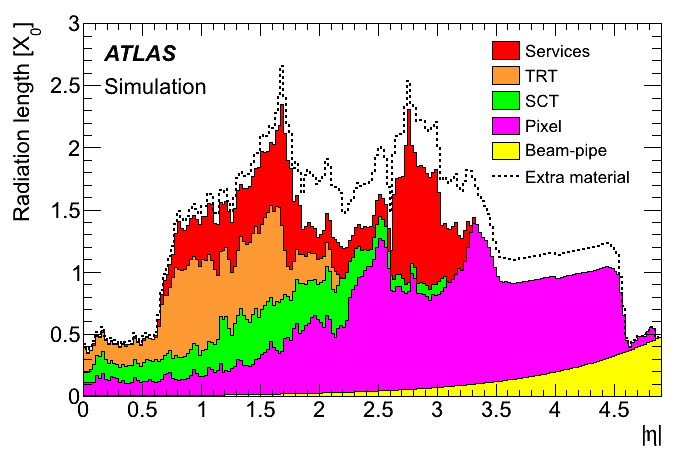 Radiation length [X0]
3
2.5
2
1.5
1
0.5
0
ATLAS
Simulation
Services
TRT
SCT
Pixel
Beam-pipe
Extra material
0 0.5 1 1.5 2 2.5 3 3.5 4 4.5
|η|